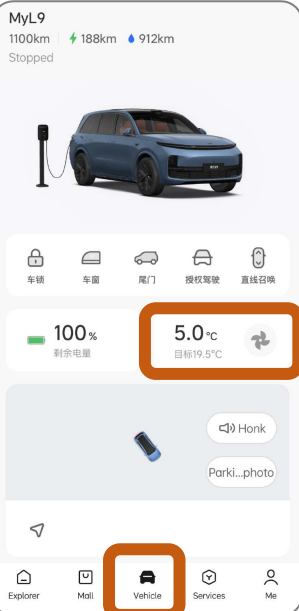 MyL9
1100km 188km 912km
Stopped
车锁 车窗 尾门 授权驾驶 直线召唤
100% 5.0°C
剩余电量 目标19.5°C
Honk
Parki...photo
Explorer Mall Vehicle Services Me